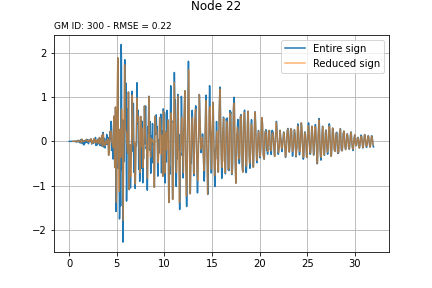 Node 22
GM ID: 300 - RMSE = 0.22
Entire sign
Reduced sign
2
1
0
−1
−2
0 5 10 15 20 25 30